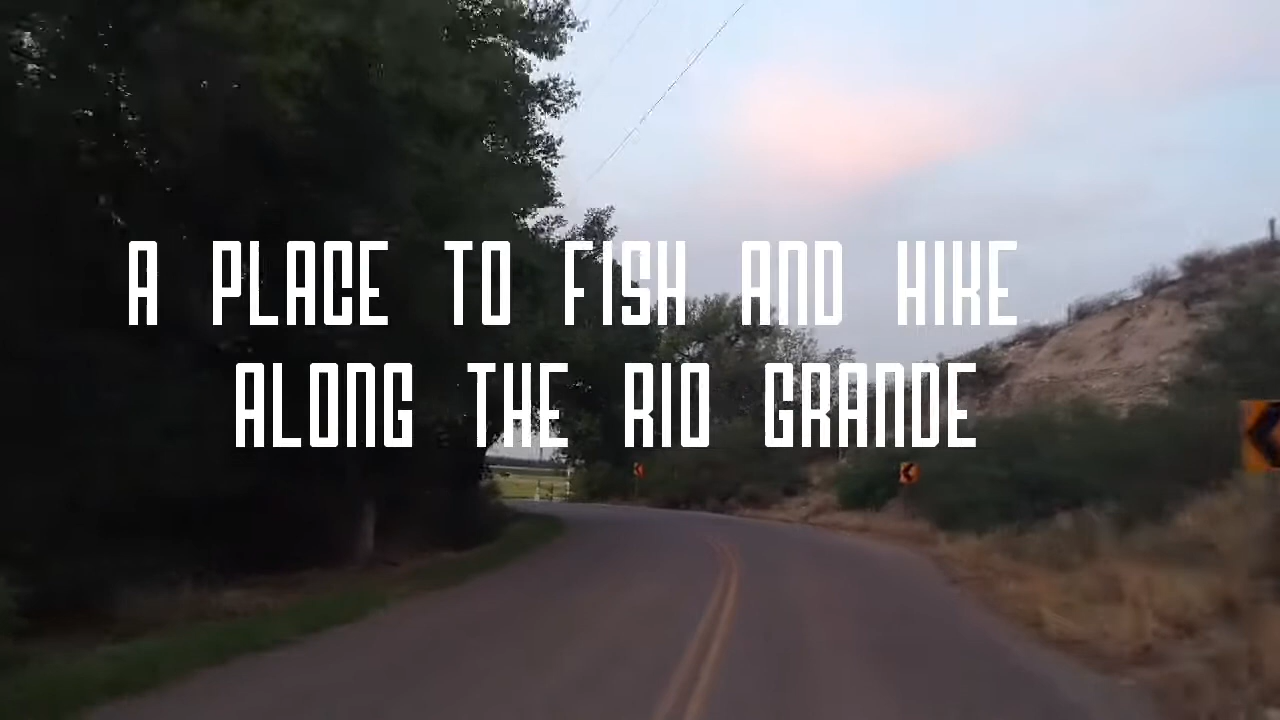 A PLACE TO FISH AND HIKE
ALONG THE RIO GRANDE